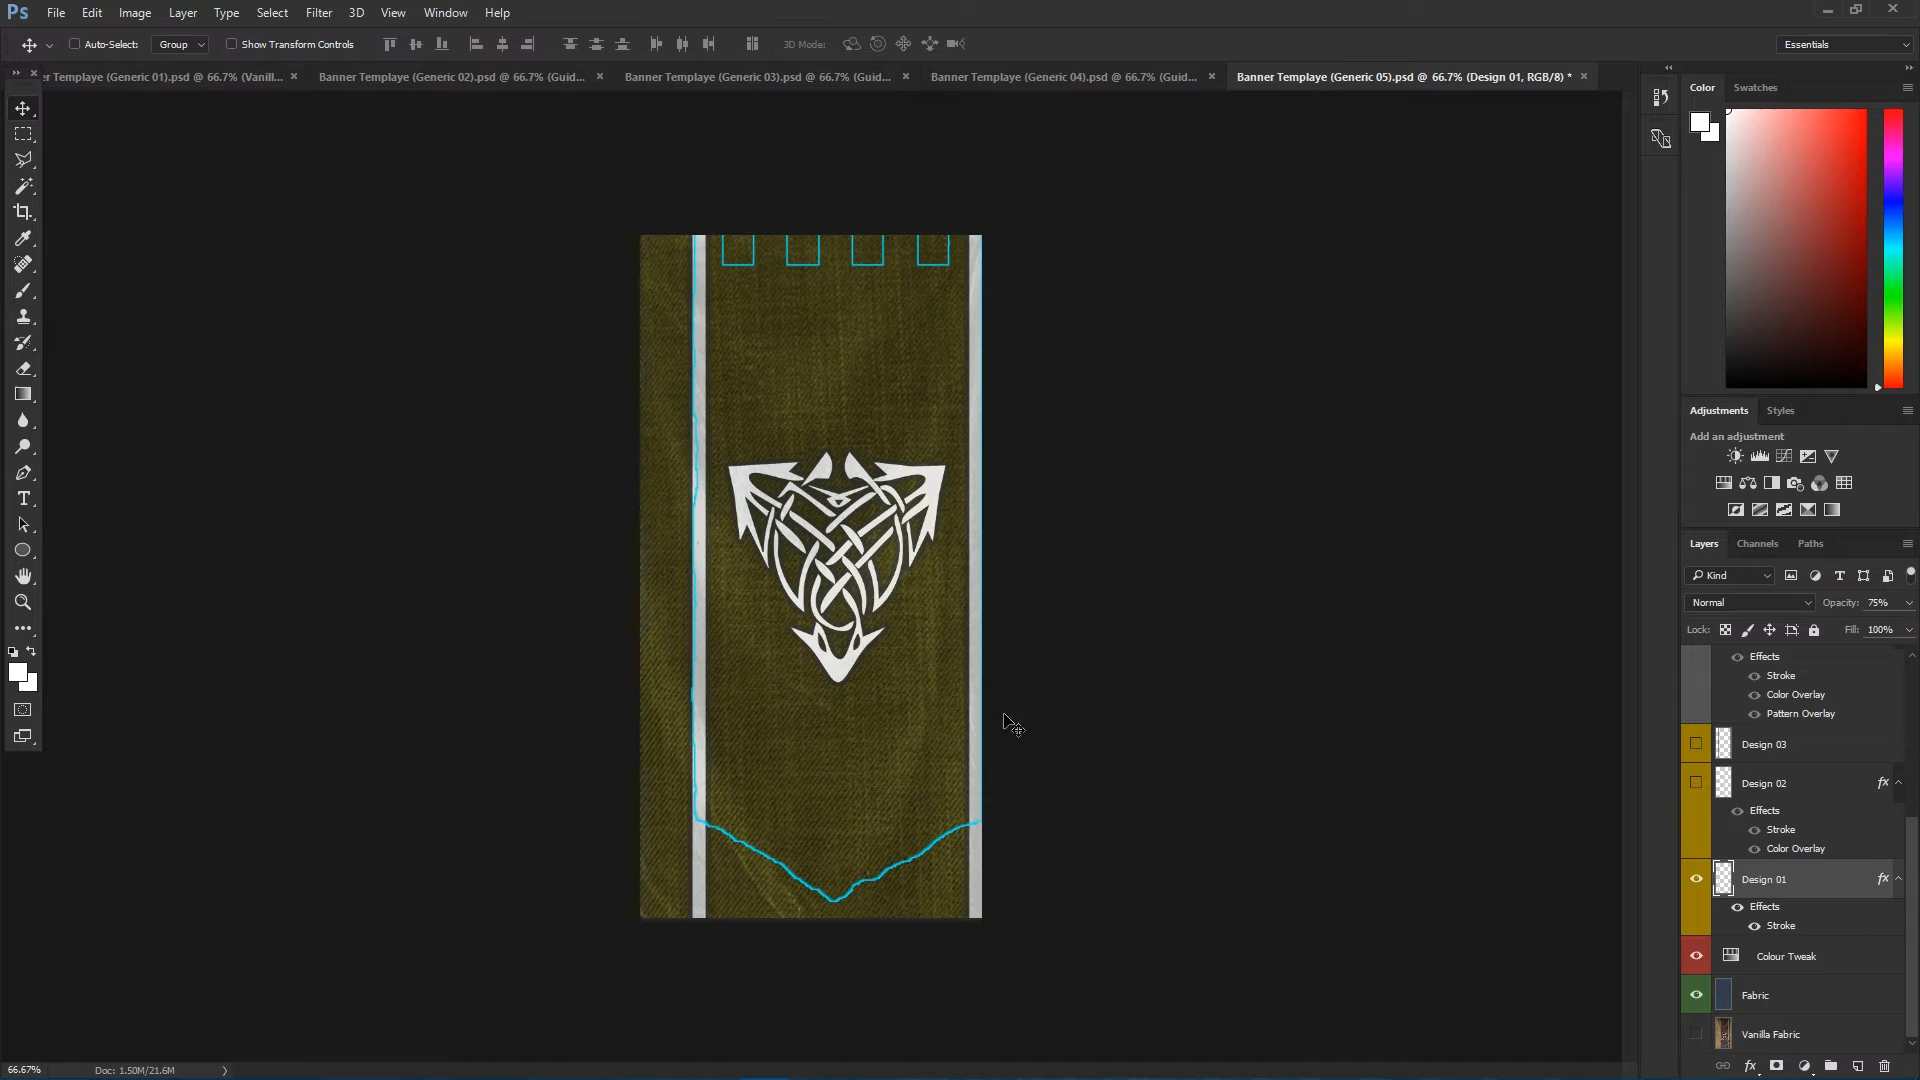 Ps File Edit Image Layer Type Select Filter 3D View Window Help
Auto-Select: Group Show Transform Controls 3D Mode: Essentials
er Templaye (Generic 01).psd @ 66.7% (Vanill... × Banner Templaye (Generic 02).psd @ 66.7% (Guid... × Banner Templaye (Generic 03).psd @ 66.7% (Guid... × Banner Templaye (Generic 04).psd @ 66.7% (Guid... × Banner Templaye (Generic 05).psd @ 66.7% (Design 01, RGB/8) * ×
Color Swatches
Adjustments Styles
Add an adjustment
Layers Channels Paths
Kind
Normal Opacity: 75%
Lock: Fill: 100%
Effects
Stroke
Color Overlay
Pattern Overlay
Design 03
Design 02 fx
Effects
Stroke
Color Overlay
Design 01 fx
Effects
Stroke
Colour Tweak
Fabric
Vanilla Fabric
fx
66.67% Doc: 1.50M/21.6M